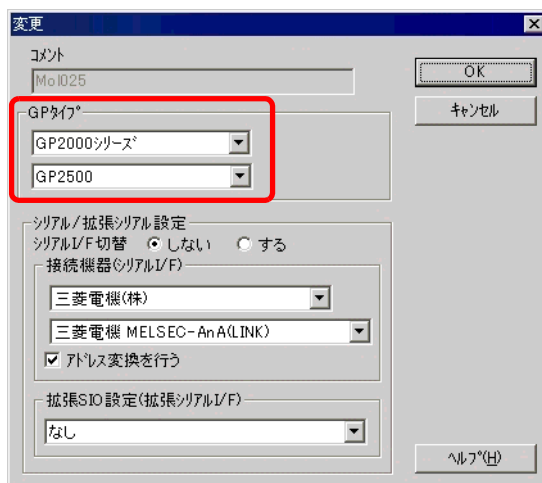 変更
コメント
Mol025
OK
キャンセル
GPタイプ
GP2000シリーズ
GP2500
シリアル/拡張シリアル設定
シリアルI/F切替 しない する
接続機器(シリアルI/F)
三菱電機(株)
三菱電機 MELSEC-AnA(LINK)
アドレス変換を行う
拡張SIO設定(拡張シリアルI/F)
なし
ヘルプ(H)